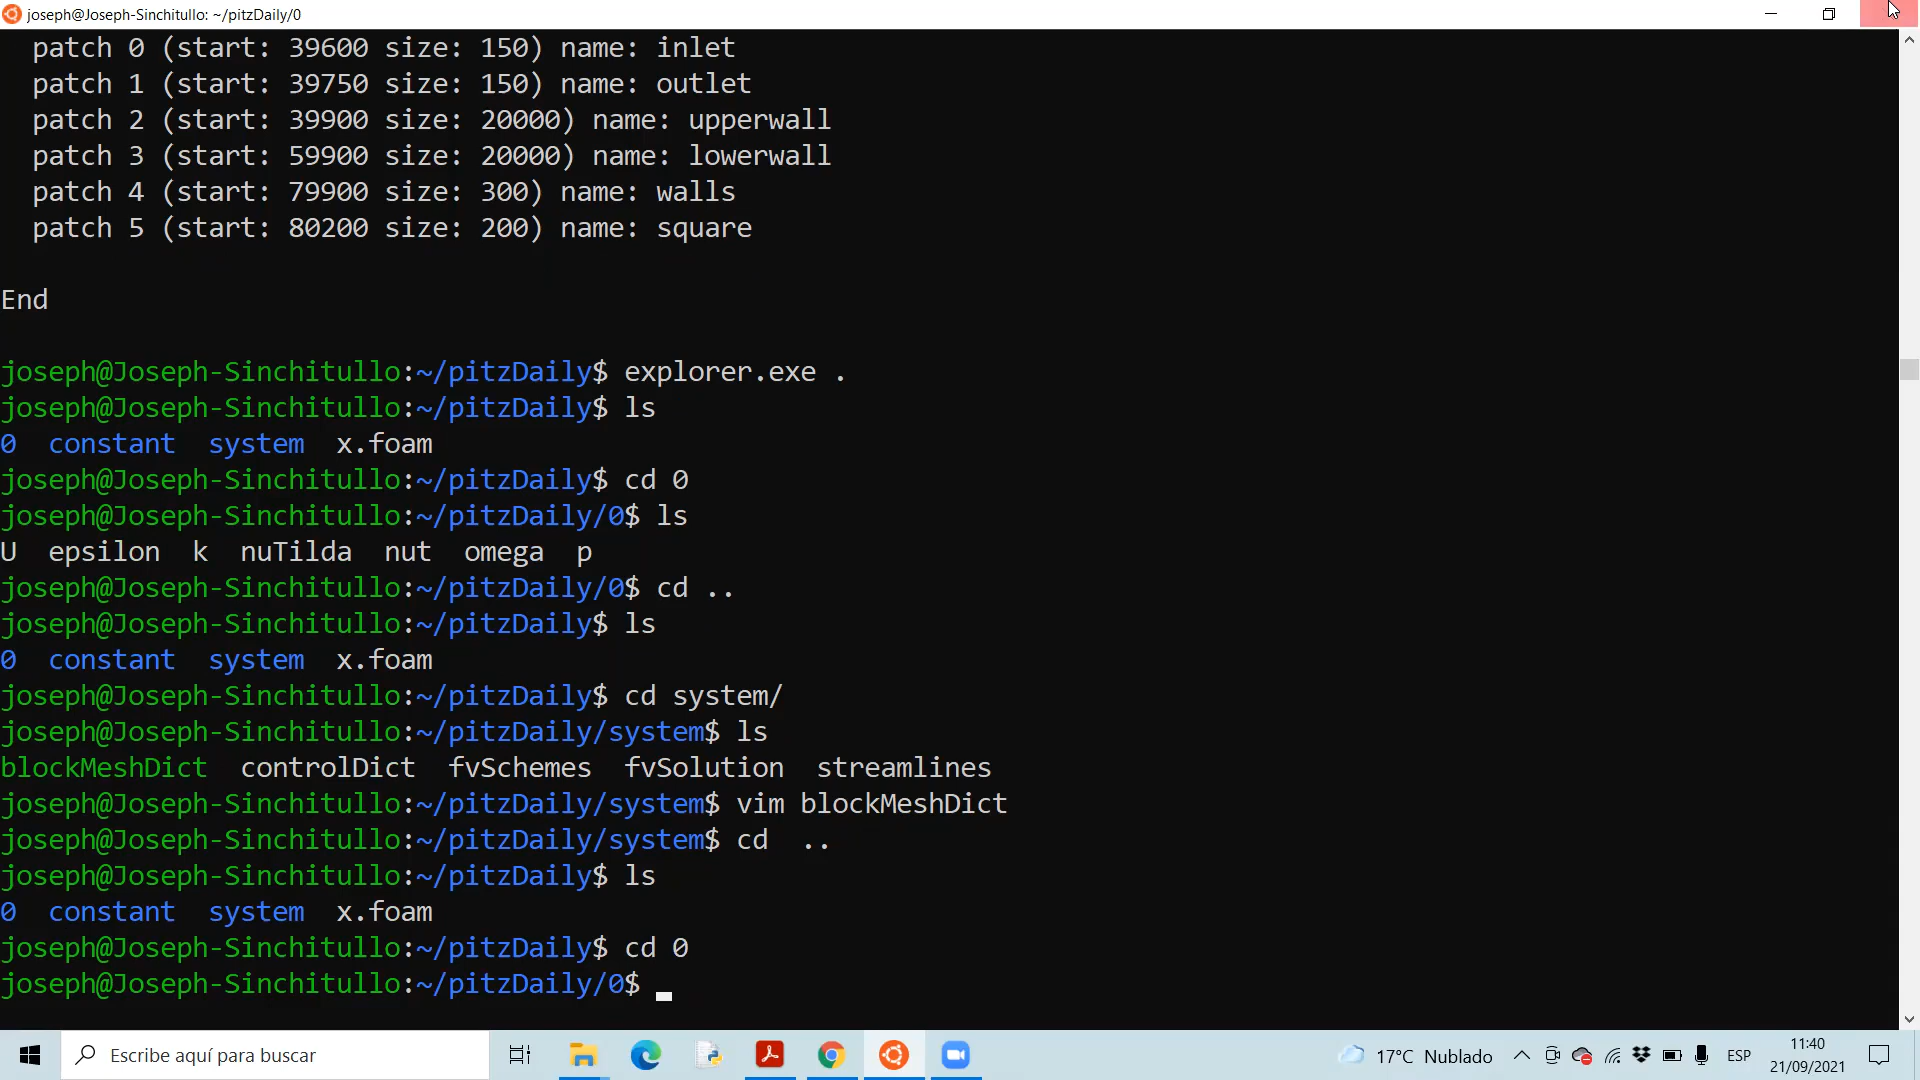 joseph@Joseph-Sinchitullo: ~/pitzDaily/0
patch 0 (start: 39600 size: 150) name: inlet
patch 1 (start: 39750 size: 150) name: outlet
patch 2 (start: 39900 size: 20000) name: upperwall
patch 3 (start: 59900 size: 20000) name: lowerwall
patch 4 (start: 79900 size: 300) name: walls
patch 5 (start: 80200 size: 200) name: square
End
joseph@Joseph-Sinchitullo:~/pitzDaily$ explorer.exe .
joseph@Joseph-Sinchitullo:~/pitzDaily$ ls
0  constant  system  x.foam
joseph@Joseph-Sinchitullo:~/pitzDaily$ cd 0
joseph@Joseph-Sinchitullo:~/pitzDaily/0$ ls
U  epsilon  k  nuTilda  nut  omega  p
joseph@Joseph-Sinchitullo:~/pitzDaily/0$ cd ..
joseph@Joseph-Sinchitullo:~/pitzDaily$ ls
0  constant  system  x.foam
joseph@Joseph-Sinchitullo:~/pitzDaily$ cd system/
joseph@Joseph-Sinchitullo:~/pitzDaily/system$ ls
blockMeshDict  controlDict  fvSchemes  fvSolution  streamlines
joseph@Joseph-Sinchitullo:~/pitzDaily/system$ vim blockMeshDict
joseph@Joseph-Sinchitullo:~/pitzDaily/system$ cd  ..
joseph@Joseph-Sinchitullo:~/pitzDaily$ ls
0  constant  system  x.foam
joseph@Joseph-Sinchitullo:~/pitzDaily$ cd 0
joseph@Joseph-Sinchitullo:~/pitzDaily/0$
Escribe aquí para buscar
17°C Nublado
ESP
11:40
21/09/2021